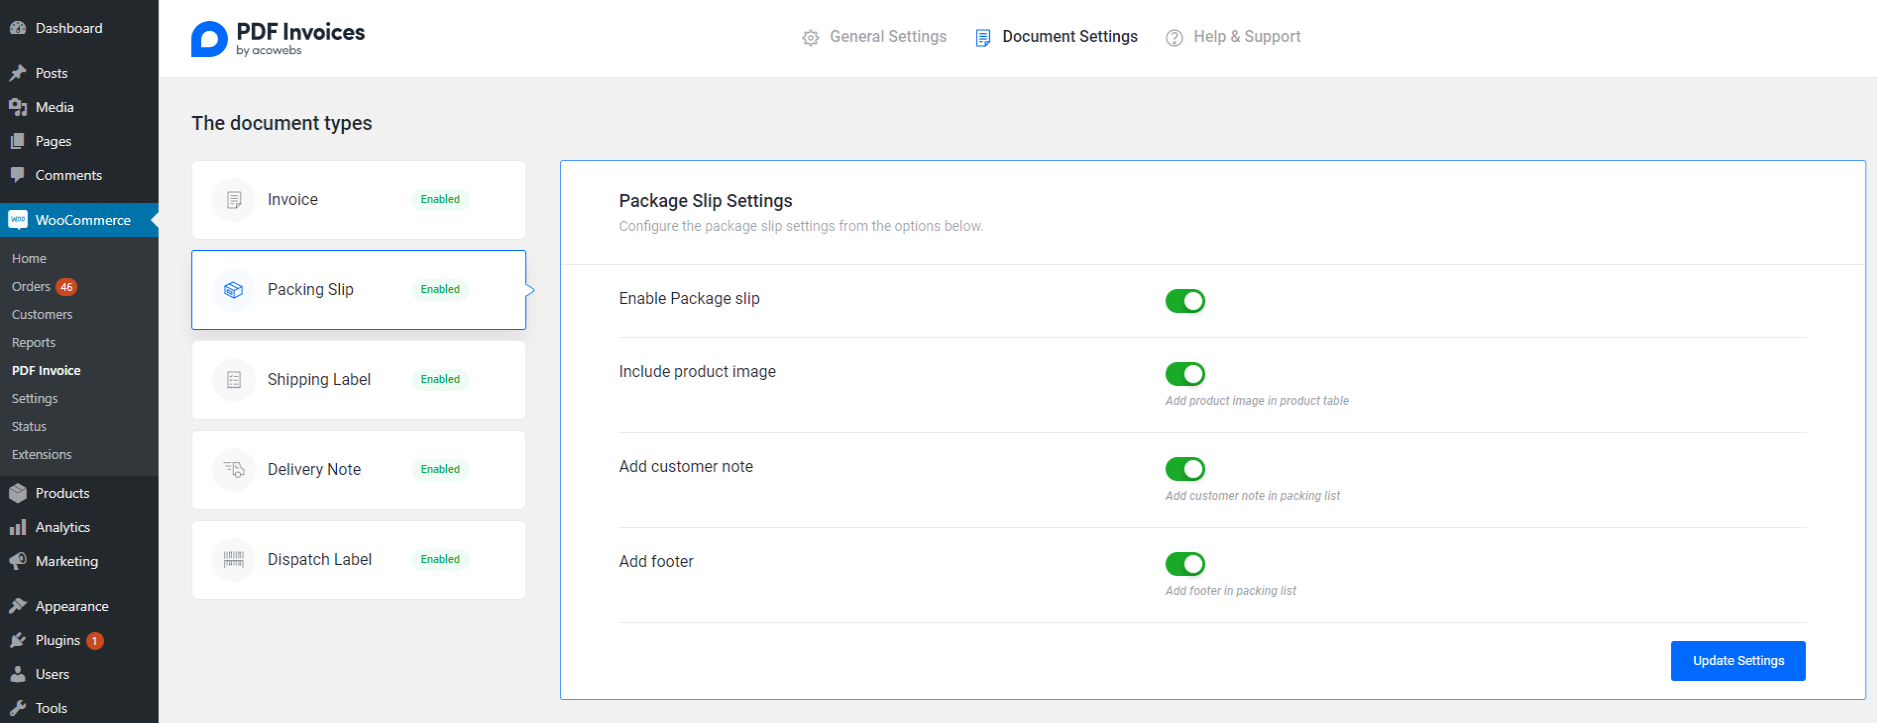 Dashboard
Posts
Media
Pages
Comments
WooCommerce
Home
Orders 46
Customers
Reports
PDF Invoice
Settings
Status
Extensions
Products
Analytics
Marketing
Appearance
Plugins 1
Users
Tools
PDF Invoices
by acowebs
General Settings
Document Settings
Help & Support
The document types
Invoice Enabled
Packing Slip Enabled
Shipping Label Enabled
Delivery Note Enabled
Dispatch Label Enabled
Package Slip Settings
Configure the package slip settings from the options below.
Enable Package slip
Include product image
Add product image in product table
Add customer note
Add customer note in packing list
Add footer
Add footer in packing list
Update Settings